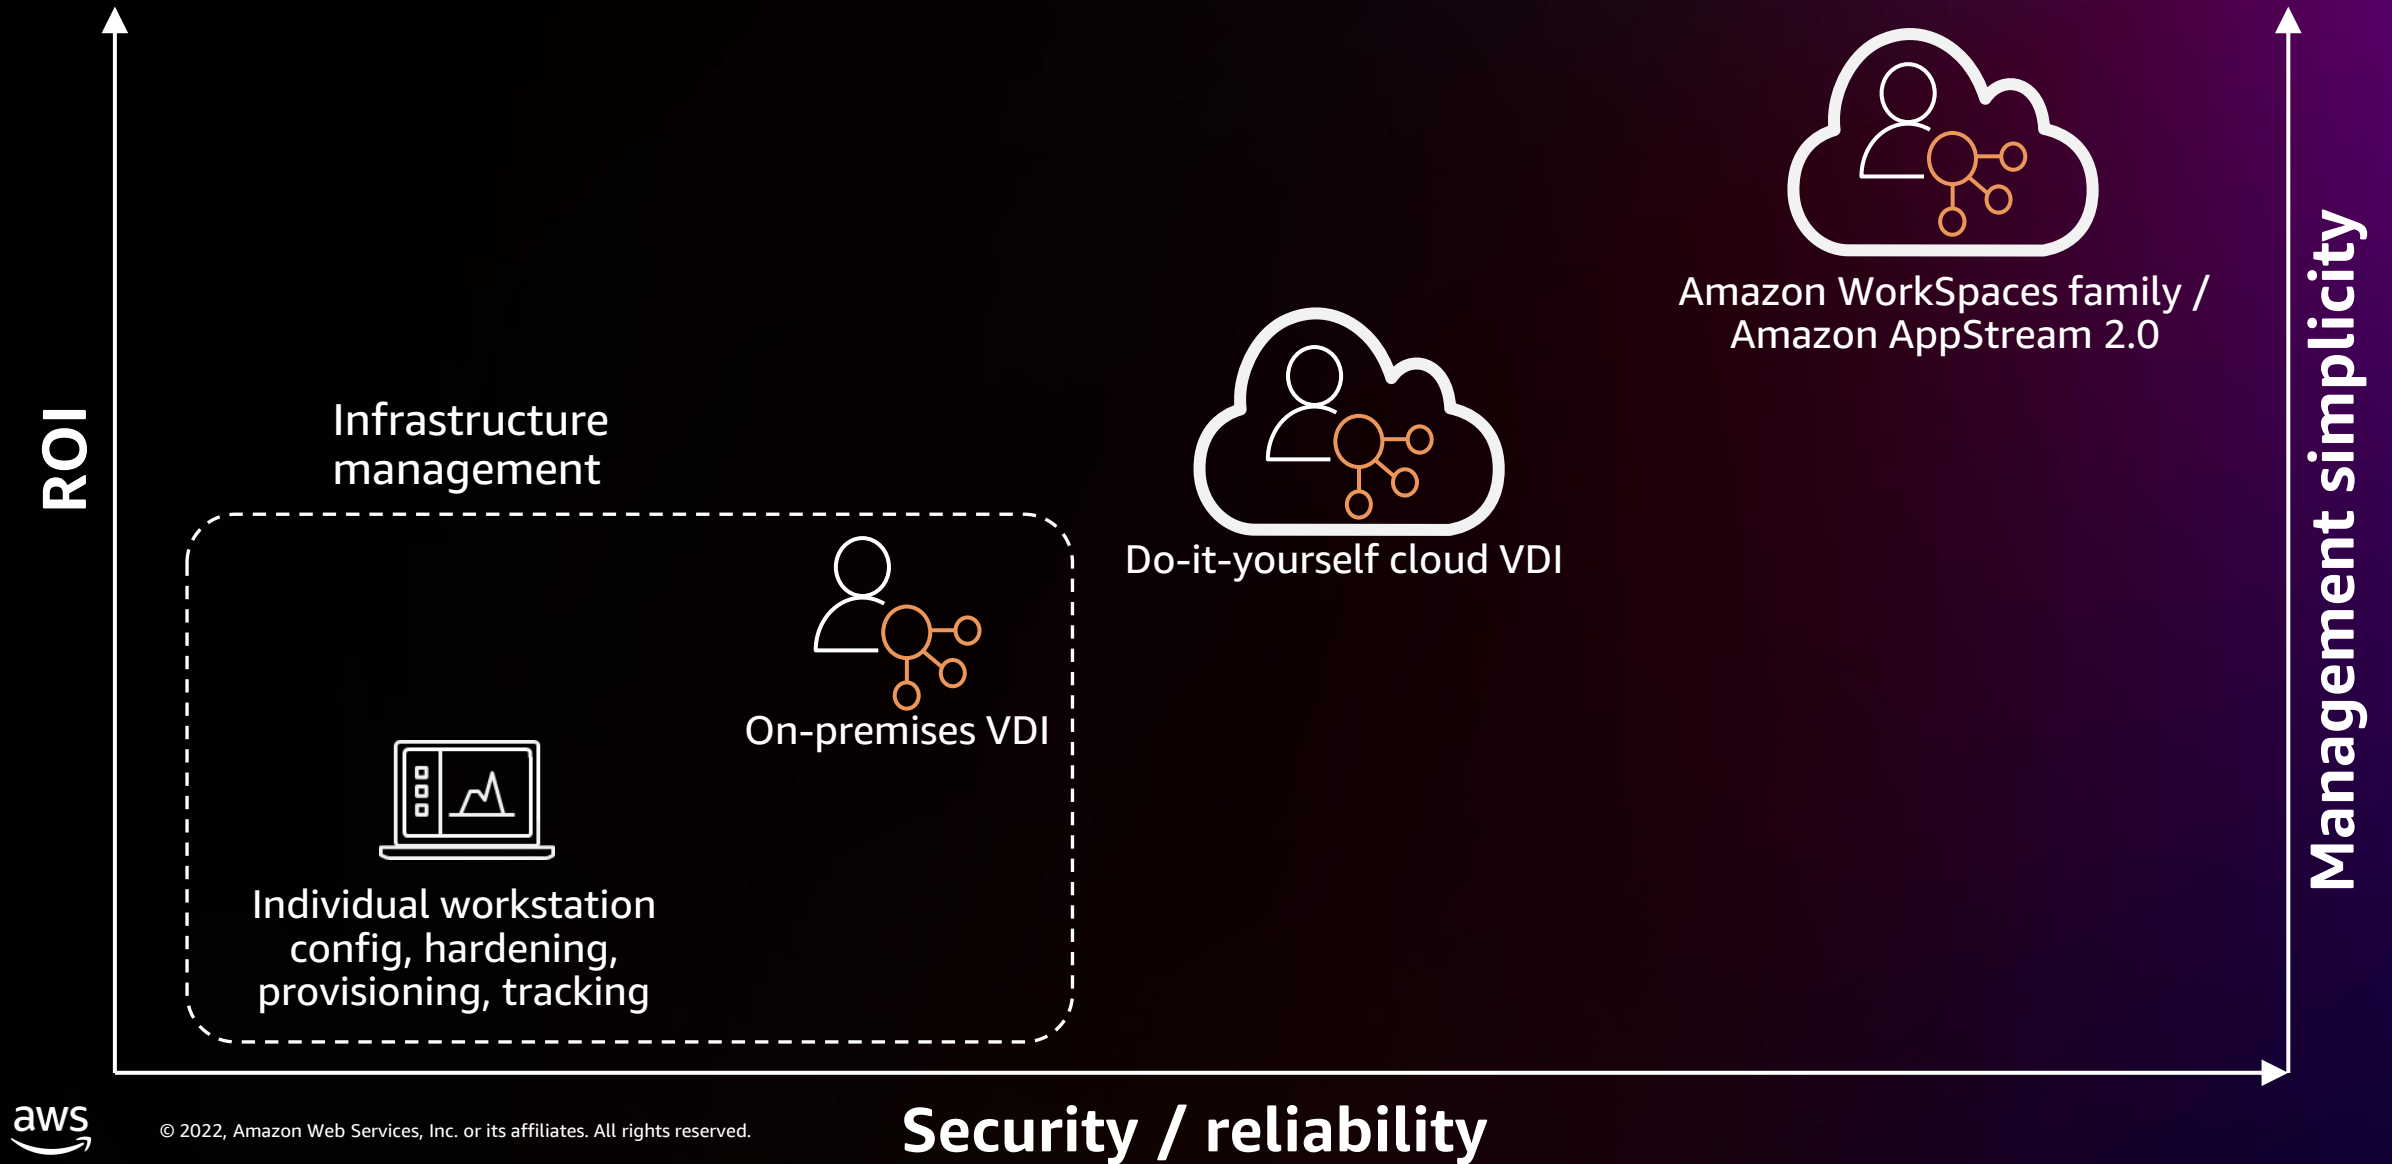 Amazon WorkSpaces family /
Amazon AppStream 2.0
Do-it-yourself cloud VDI
Infrastructure
management
On-premises VDI
Individual workstation
config, hardening,
provisioning, tracking
ROI
Management simplicity
Security / reliability
aws
© 2022, Amazon Web Services, Inc. or its affiliates. All rights reserved.